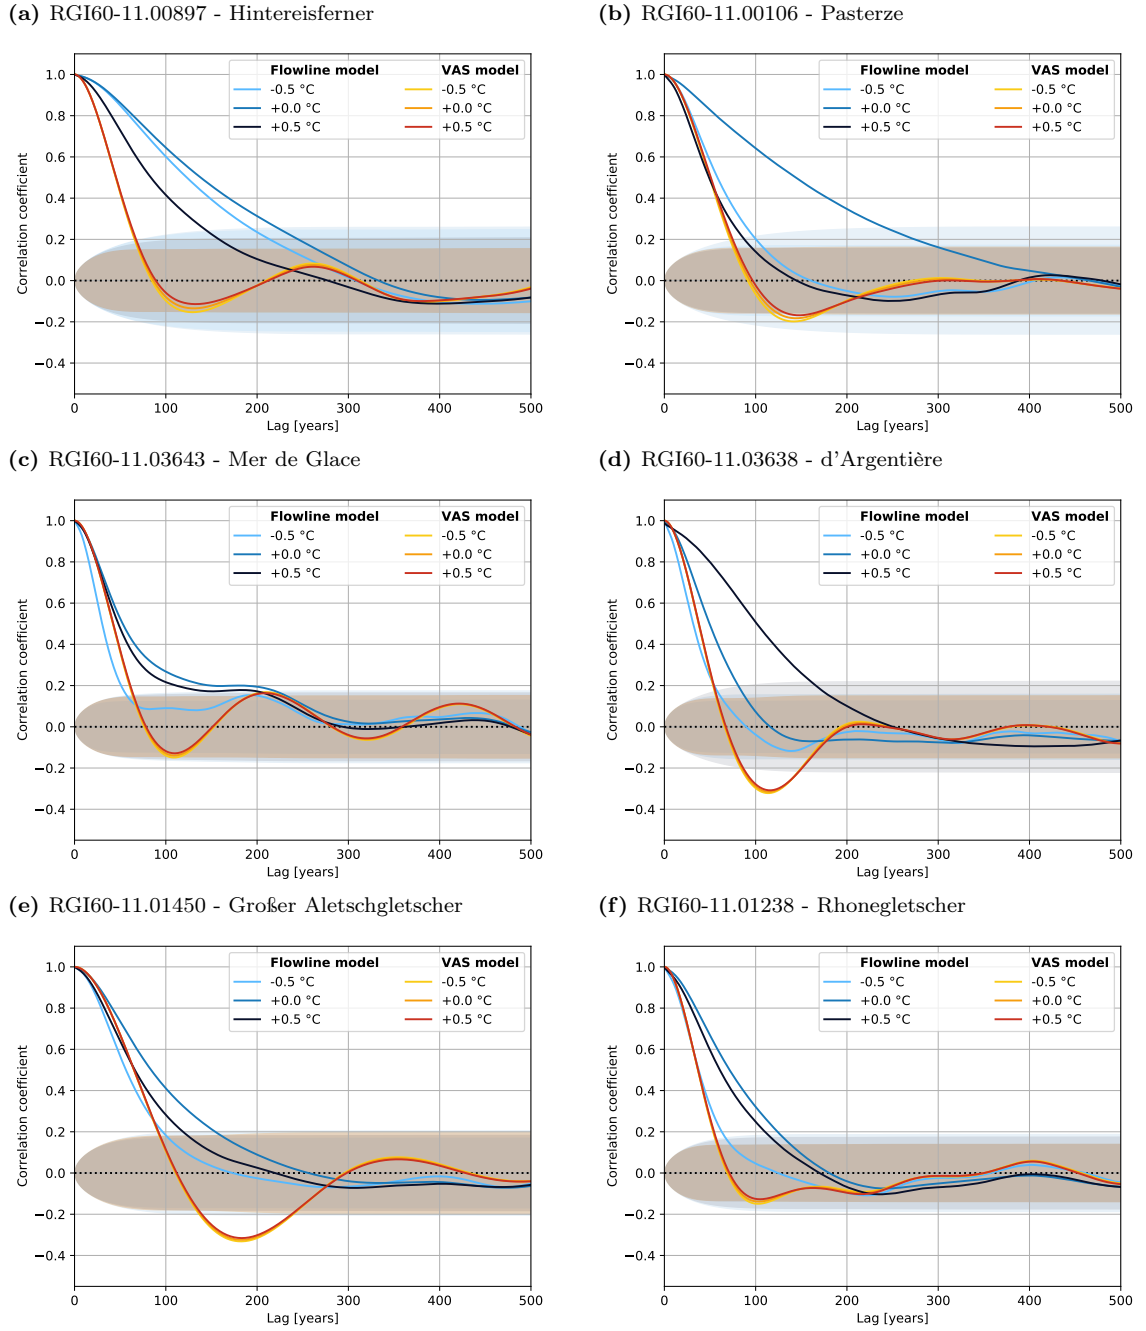 (a) RGI60-11.00897 - Hintereisferner
Correlation coefficient
1.0
0.8
0.6
0.4
0.2
0.0
−0.2
−0.4
Flowline model VAS model
-0.5 °C -0.5 °C
+0.0 °C +0.0 °C
+0.5 °C +0.5 °C
0 100 200 300 400 500
Lag [years]
(b) RGI60-11.00106 - Pasterze
Correlation coefficient
1.0
0.8
0.6
0.4
0.2
0.0
−0.2
−0.4
Flowline model VAS model
-0.5 °C -0.5 °C
+0.0 °C +0.0 °C
+0.5 °C +0.5 °C
0 100 200 300 400 500
Lag [years]
(c) RGI60-11.03643 - Mer de Glace
Correlation coefficient
1.0
0.8
0.6
0.4
0.2
0.0
−0.2
−0.4
Flowline model VAS model
-0.5 °C -0.5 °C
+0.0 °C +0.0 °C
+0.5 °C +0.5 °C
0 100 200 300 400 500
Lag [years]
(d) RGI60-11.03638 - d'Argentière
Correlation coefficient
1.0
0.8
0.6
0.4
0.2
0.0
−0.2
−0.4
Flowline model VAS model
-0.5 °C -0.5 °C
+0.0 °C +0.0 °C
+0.5 °C +0.5 °C
0 100 200 300 400 500
Lag [years]
(e) RGI60-11.01450 - Großer Aletschgletscher
Correlation coefficient
1.0
0.8
0.6
0.4
0.2
0.0
−0.2
−0.4
Flowline model VAS model
-0.5 °C -0.5 °C
+0.0 °C +0.0 °C
+0.5 °C +0.5 °C
0 100 200 300 400 500
Lag [years]
(f) RGI60-11.01238 - Rhonegletscher
Correlation coefficient
1.0
0.8
0.6
0.4
0.2
0.0
−0.2
−0.4
Flowline model VAS model
-0.5 °C -0.5 °C
+0.0 °C +0.0 °C
+0.5 °C +0.5 °C
0 100 200 300 400 500
Lag [years]